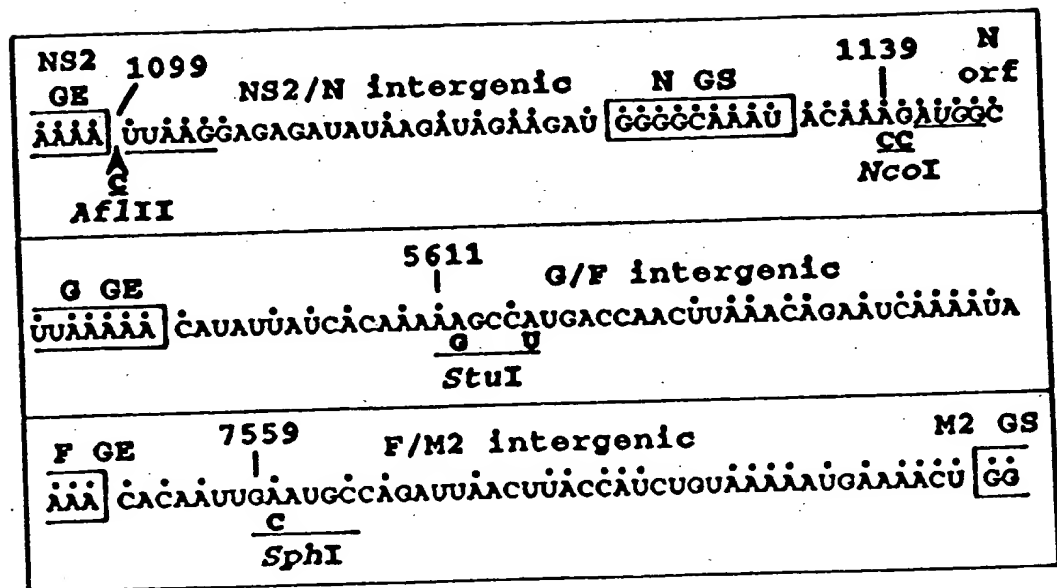 NS2 1099 1139 N
GE NS2/N intergenic N GS orf
AAAA UUAAGGAGAGAUAUAAGAUAGAAGAU GGGGCAAAU ACAAAGAUGGC
C CC
AflII NcoI
5611
G GE G/F intergenic
UUAAAAA CAUAUUAUCACAAAAAGCCAUGACCAACUUAAACAGAAUCAAAAUA
G U
StuI
7559
F GE F/M2 intergenic M2 GS
AAA CACAAUUGAAUGCCAGAUUAACUUACCAUCUGUAAAAAUGAAAACU GG
C
SphI